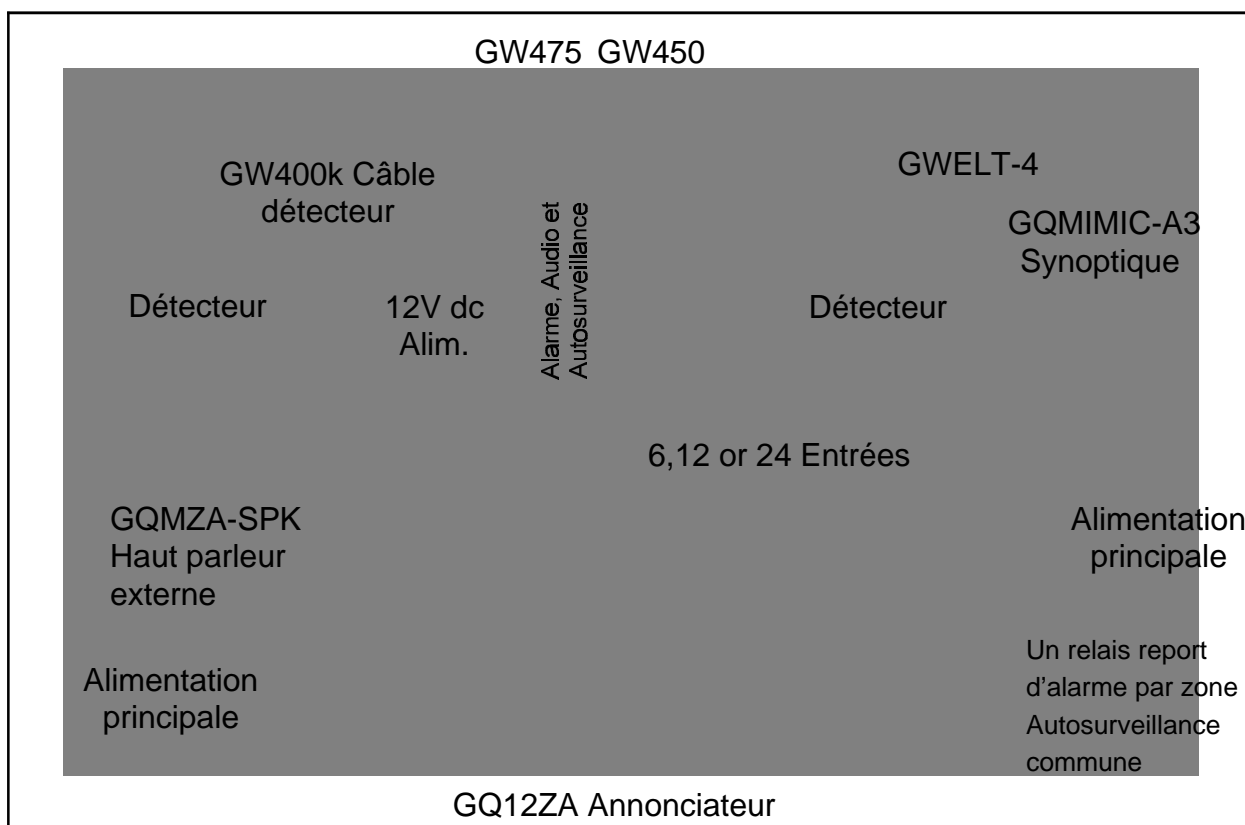 GW475 GW450
GW400k Câble
détecteur
GWELT-4
GQMIMIC-A3
Synoptique
Alarme, Audio et
Autosurveillance
Détecteur
12V dc
Alim.
Détecteur
6,12 or 24 Entrées
GQMZA-SPK
Haut parleur
externe
Alimentation
principale
Alimentation
principale
Un relais report
d'alarme par zone
Autosurveillance
commune
GQ12ZA Annonciateur